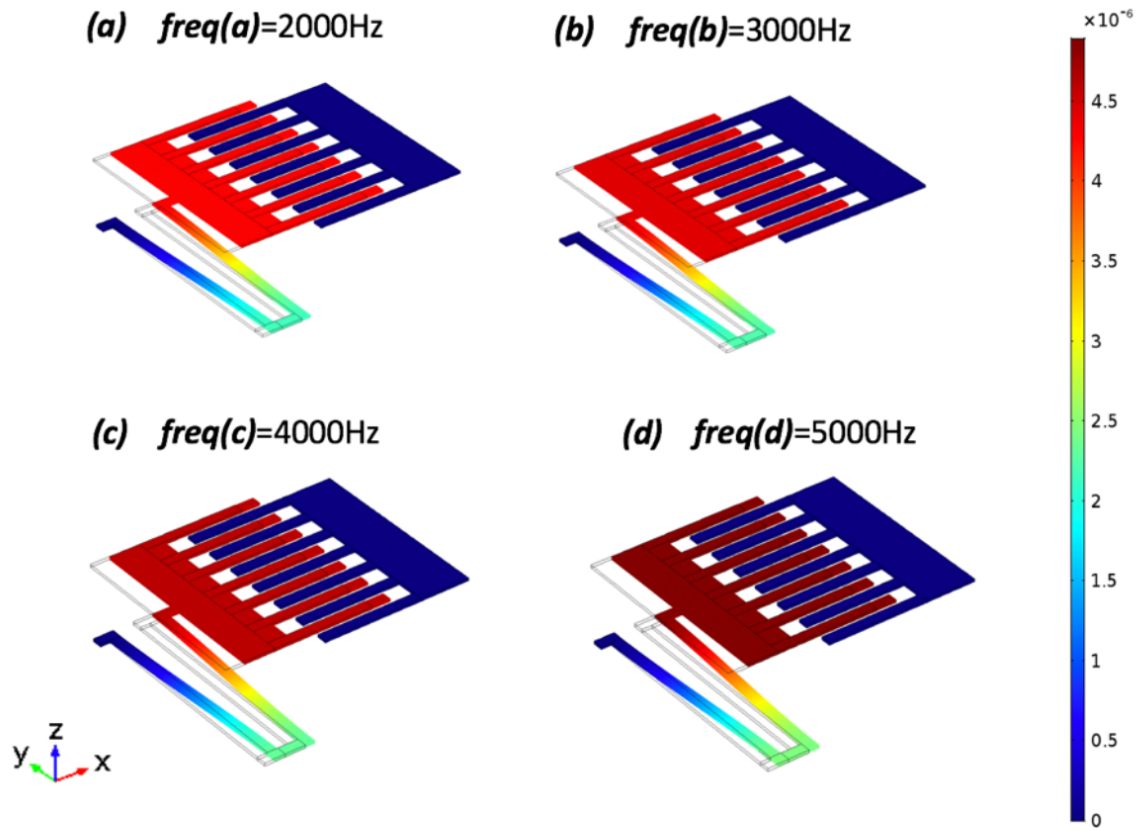 (a) freq(a)=2000Hz
(b) freq(b)=3000Hz
×10⁻⁶
4.5
4
3.5
3
2.5
2
1.5
1
0.5
0
(c) freq(c)=4000Hz
(d) freq(d)=5000Hz
z
y
x